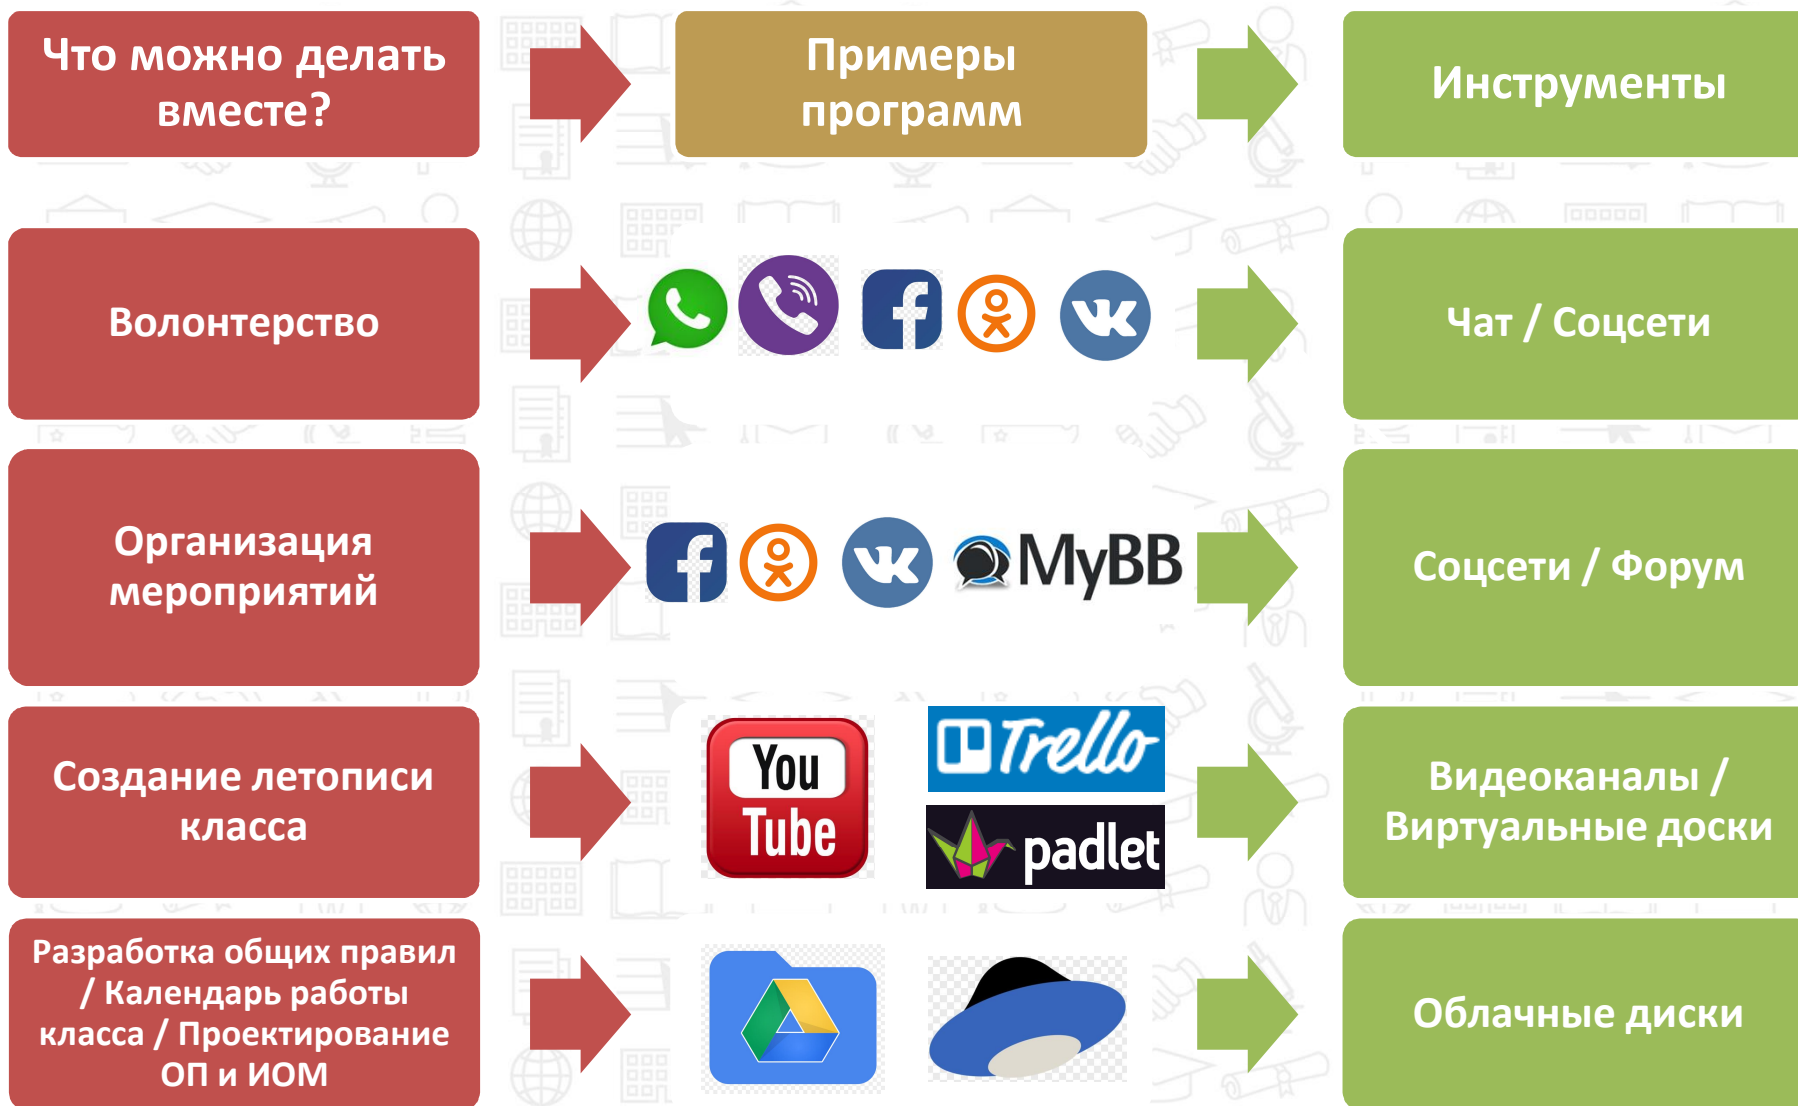 Что можно делать
вместе?
Примеры
программ
Инструменты
Волонтерство
Чат / Соцсети
Организация
мероприятий
MyBB
Соцсети / Форум
Создание летописи
класса
You
Tube
Trello
padlet
Видеоканалы /
Виртуальные доски
Разработка общих правил
/ Календарь работы
класса / Проектирование
ОП и ИОМ
Облачные диски